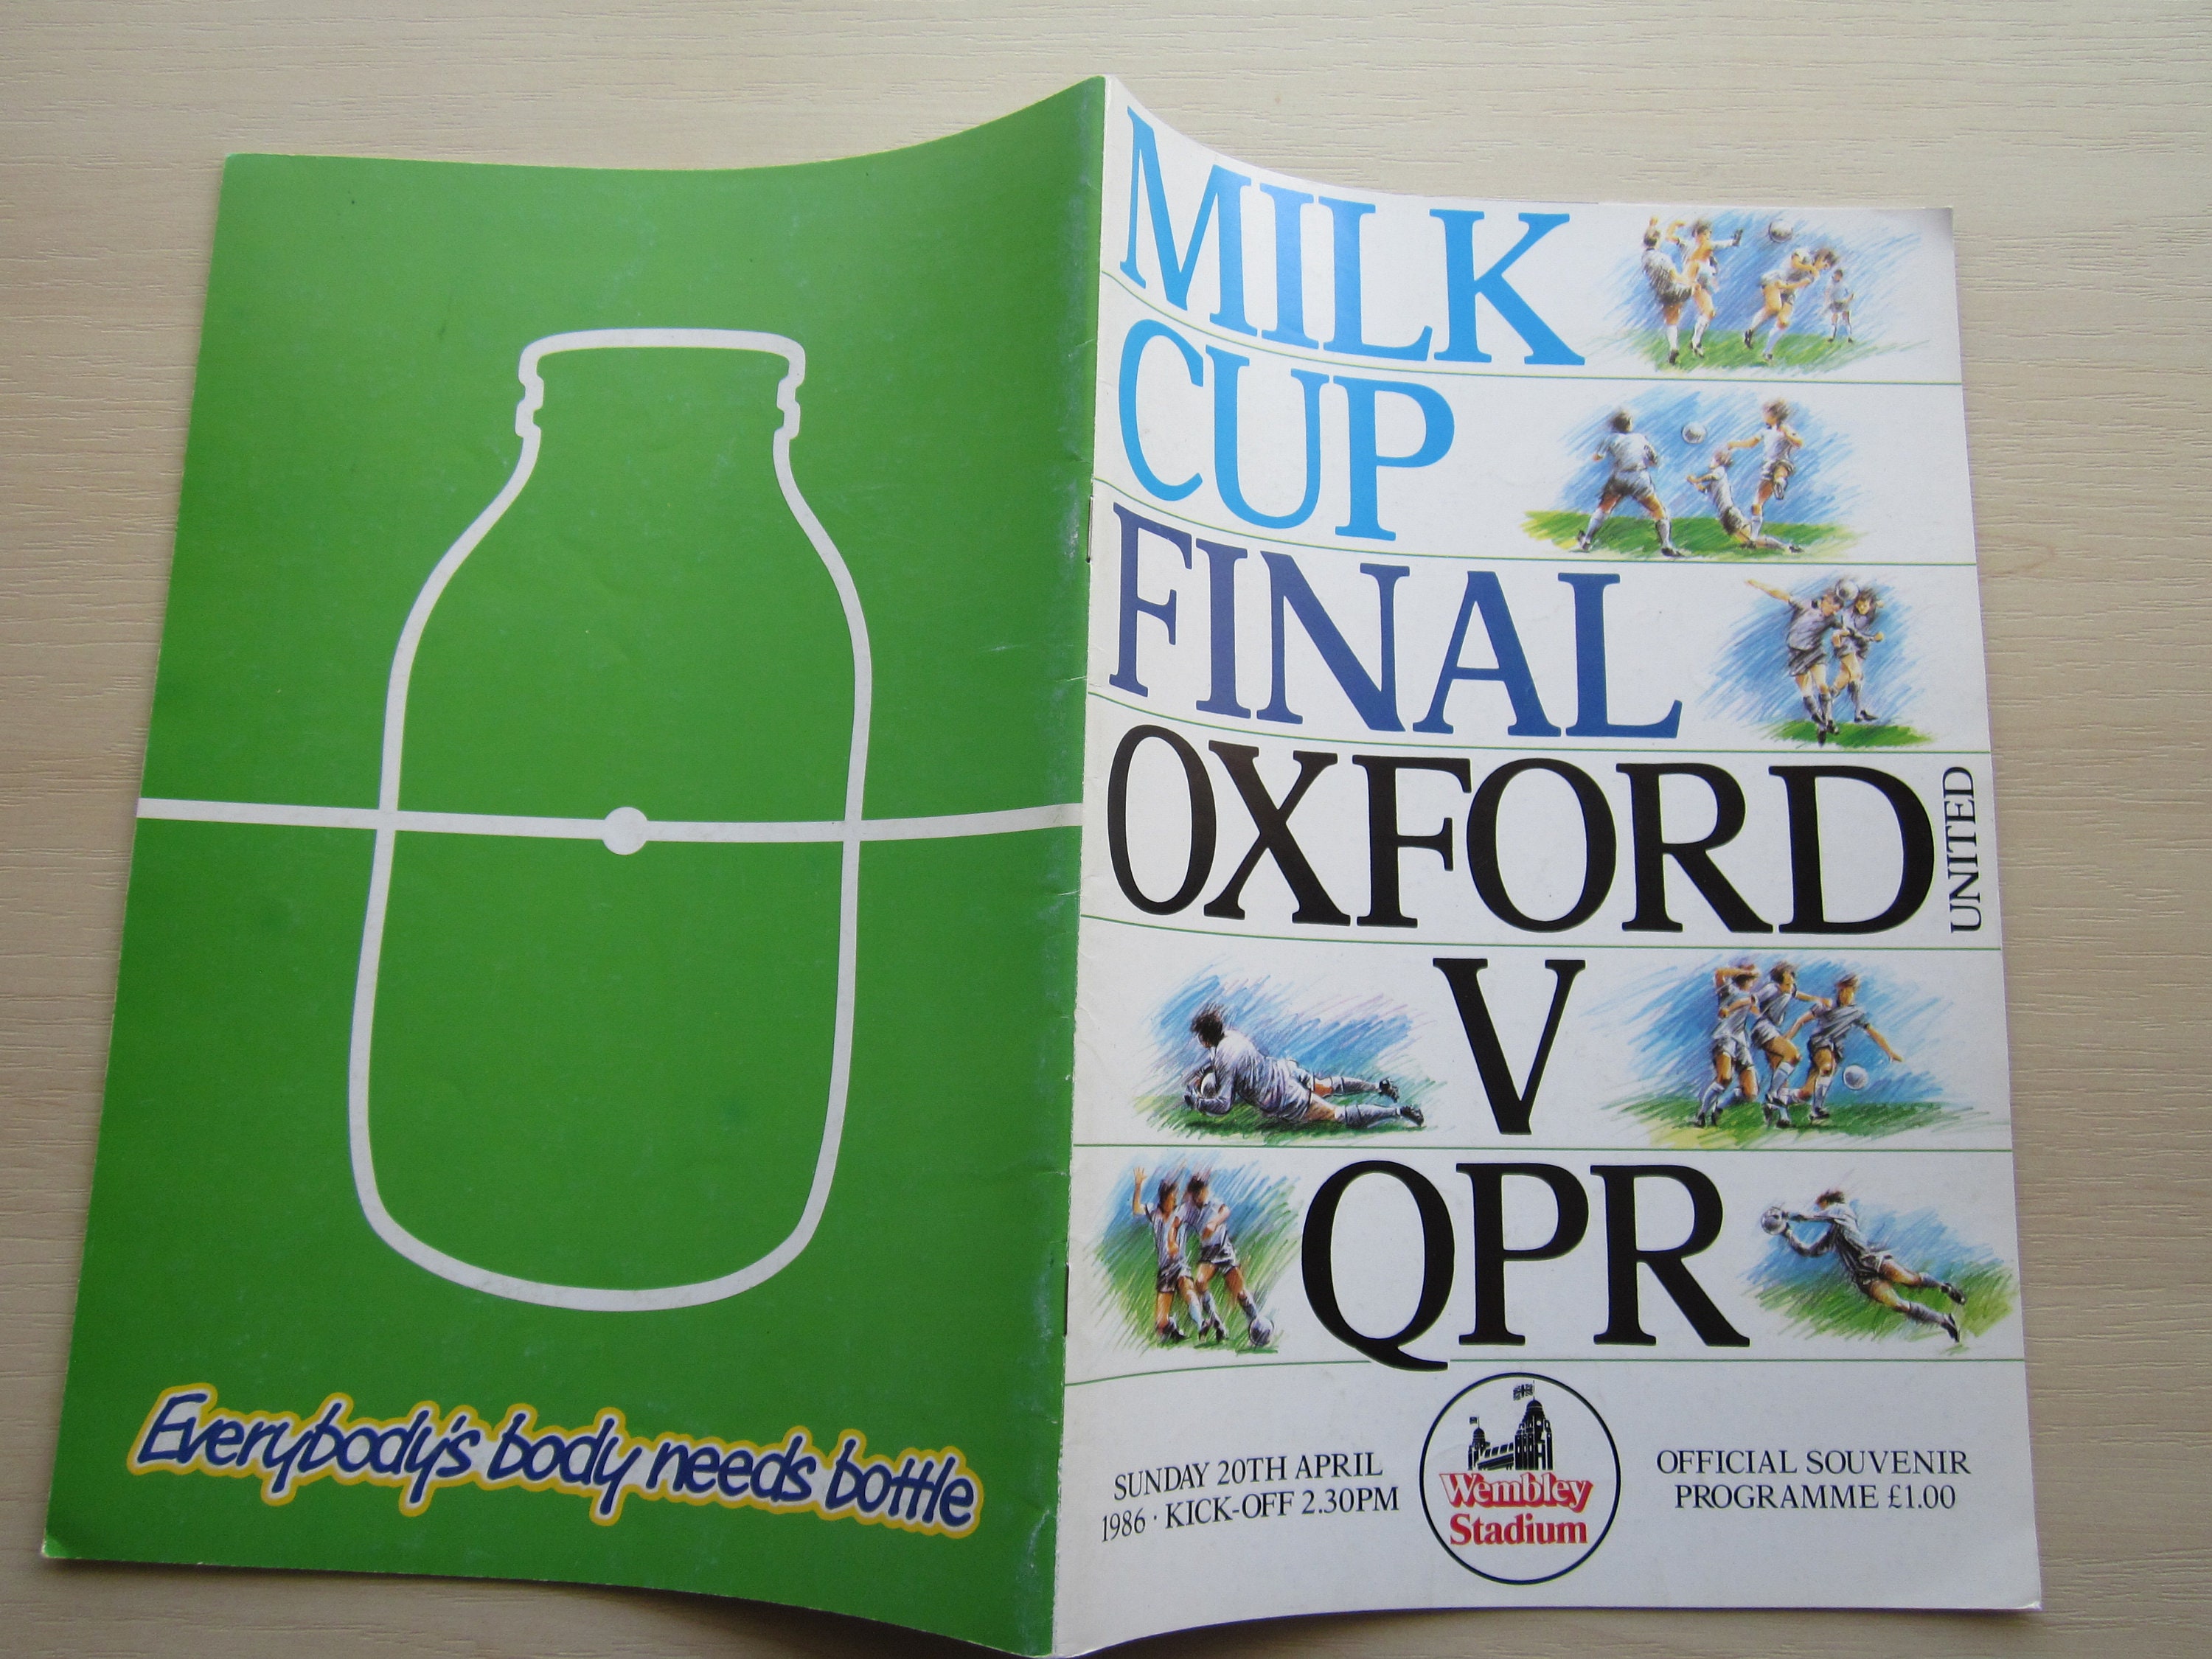 Everybody's body needs bottle
MILK
CUP
FINAL
OXFORD
UNITED
V
QPR
SUNDAY 20TH APRIL
1986 · KICK-OFF 2.30PM
Wembley
Stadium
OFFICIAL SOUVENIR
PROGRAMME £1.00